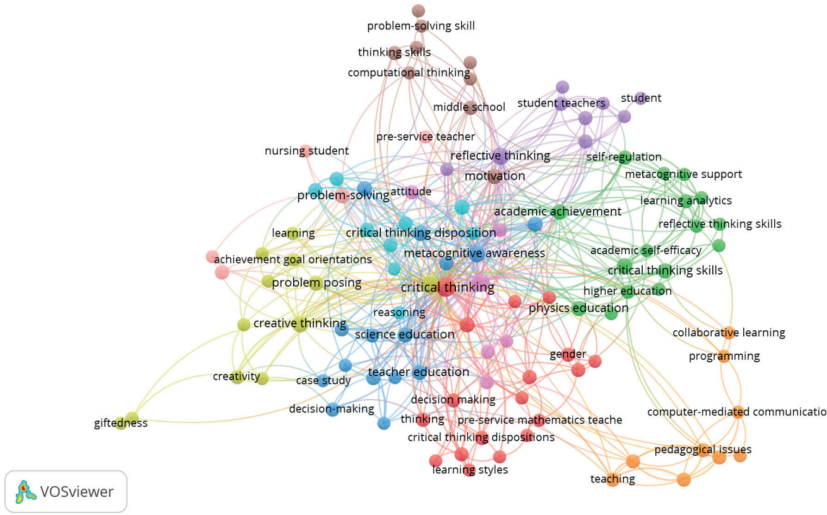 problem-solving skill
thinking skills
computational thinking
middle school
student teachers
student
pre-service teacher
nursing student
reflective thinking
self-regulation
motivation
metacognitive support
problem-solving
attitude
learning analytics
academic achievement
reflective thinking skills
learning
critical thinking disposition
metacognitive awareness
academic self-efficacy
achievement goal orientations
critical thinking skills
problem posing
critical thinking
higher education
physics education
reasoning
creative thinking
science education
collaborative learning
gender
programming
creativity
case study
teacher education
decision making
decision-making
computer-mediated communicatio
giftedness
thinking
pre-service mathematics teache
critical thinking dispositions
pedagogical issues
learning styles
teaching
VOSviewer